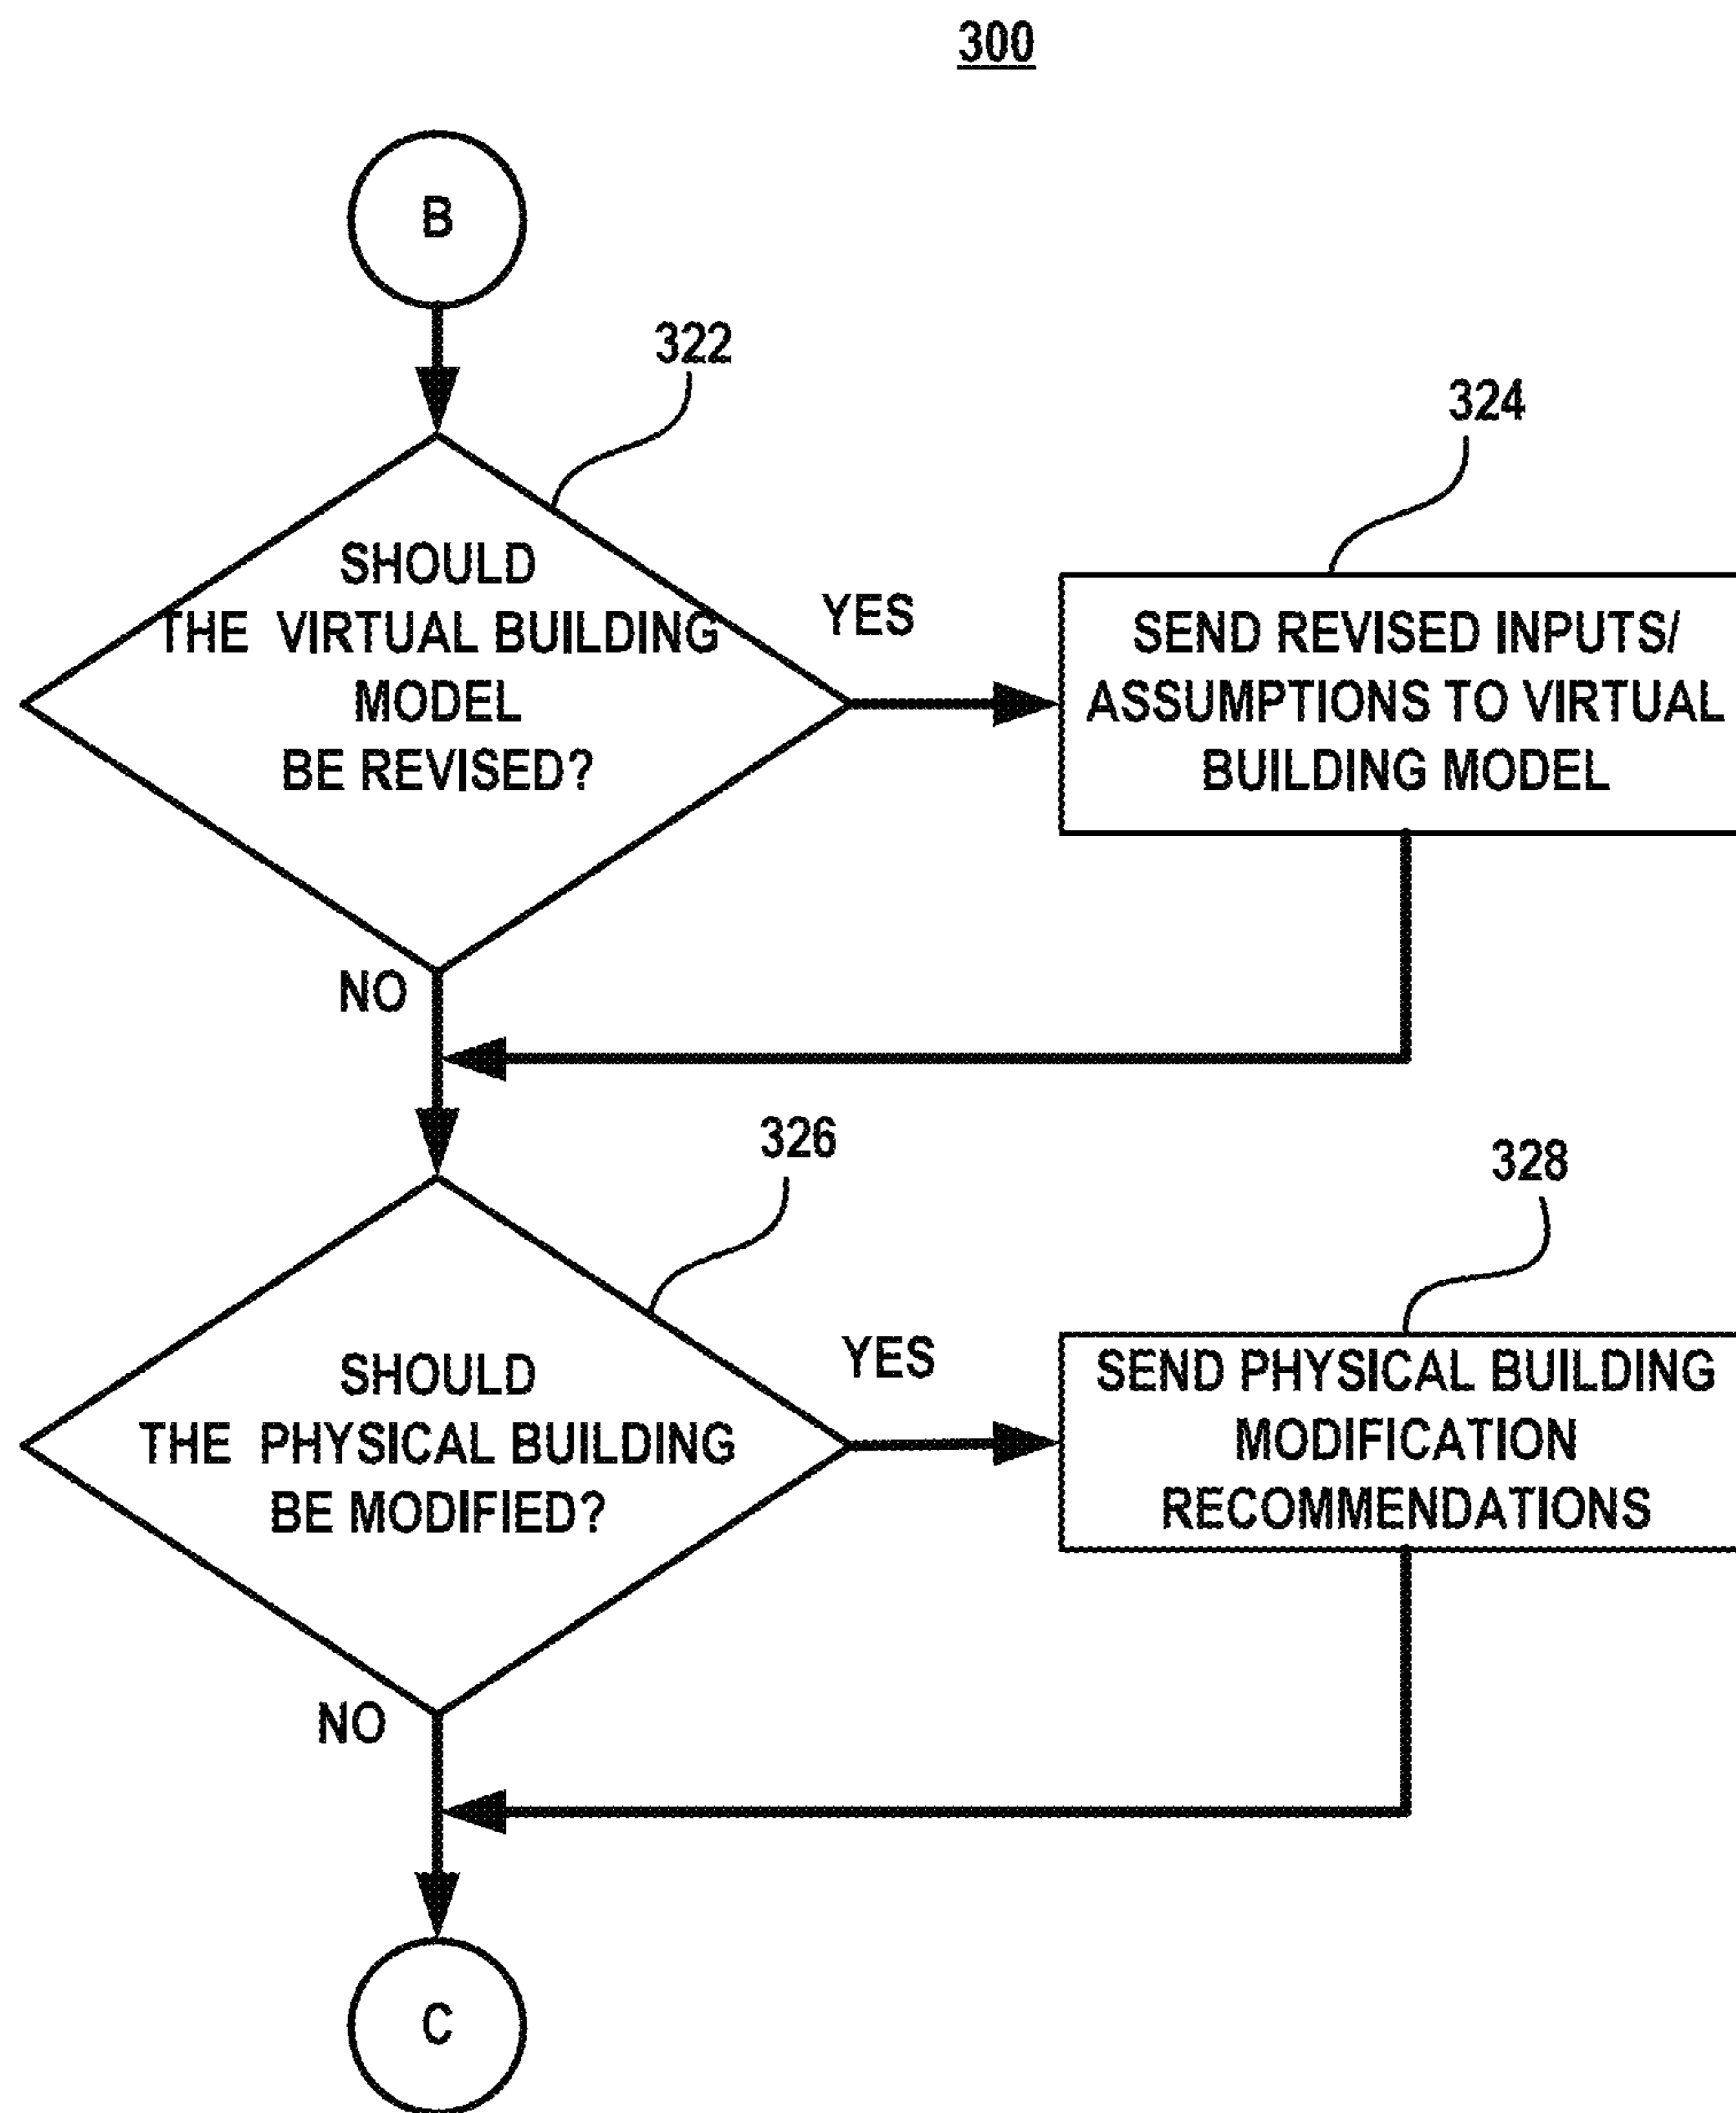 300
B
322
324
SHOULD
THE VIRTUAL BUILDING
MODEL
BE REVISED?
YES
SEND REVISED INPUTS/
ASSUMPTIONS TO VIRTUAL
BUILDING MODEL
NO
326
328
SHOULD
THE PHYSICAL BUILDING
BE MODIFIED?
YES
SEND PHYSICAL BUILDING
MODIFICATION
RECOMMENDATIONS
NO
C